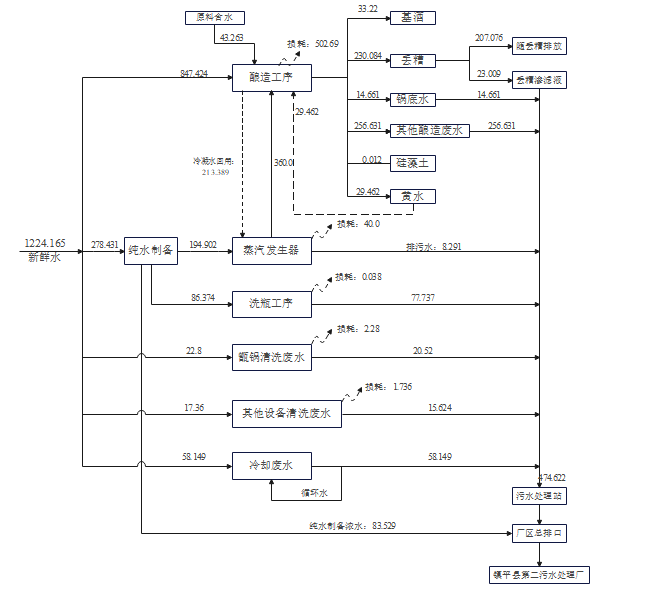 原料含水
33.22
基酒
43.263
损耗：502.69
207.076
随丢糟排放
230.084
丢糟
847.424
酿造工序
23.009
丢糟渗滤液
14.661
锅底水
14.661
29.462
256.631
其他酿造废水
256.631
冷凝水回用：
213.389
360.0
0.012
硅藻土
29.462
黄水
损耗：40.0
1224.165
新鲜水
278.431
纯水制备
194.902
蒸汽发生器
排污水：8.291
损耗：0.038
86.374
洗瓶工序
77.737
损耗：2.28
22.8
甑锅清洗废水
20.52
损耗：1.736
17.36
其他设备清洗废水
15.624
58.149
冷却废水
58.149
循环水
474.622
污水处理站
纯水制备浓水：83.529
厂区总排口
镇平县第二污水处理厂